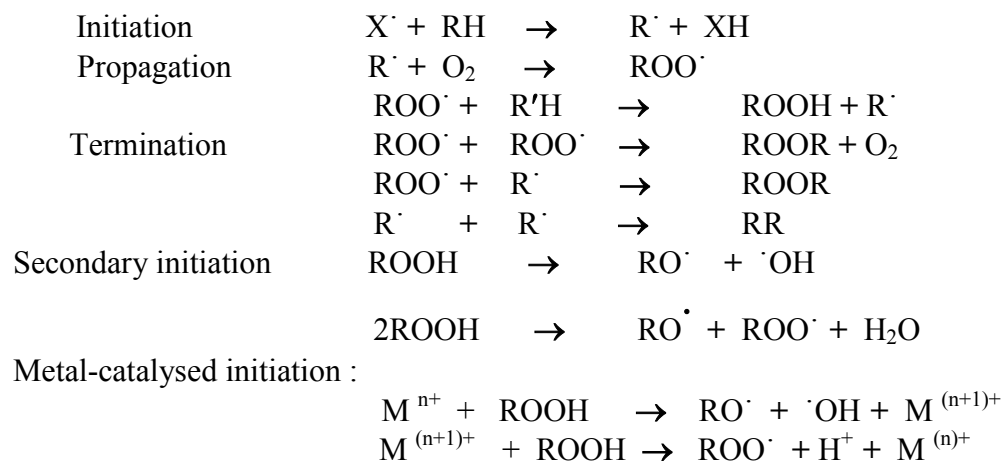 Initiation X˙ + RH → R˙ + XH
Propagation R˙ + O₂ → ROO˙
ROO˙ + R′H → ROOH + R˙
Termination ROO˙ + ROO˙ → ROOR + O₂
ROO˙ + R˙ → ROOR
R˙ + R˙ → RR
Secondary initiation ROOH → RO˙ + ˙OH
2ROOH → RO• + ROO˙ + H₂O
Metal-catalysed initiation :
M ⁿ⁺ + ROOH → RO˙ + ˙OH + M ⁽ⁿ⁺¹⁾⁺
M ⁽ⁿ⁺¹⁾⁺ + ROOH → ROO˙ + H⁺ + M ⁽ⁿ⁾⁺